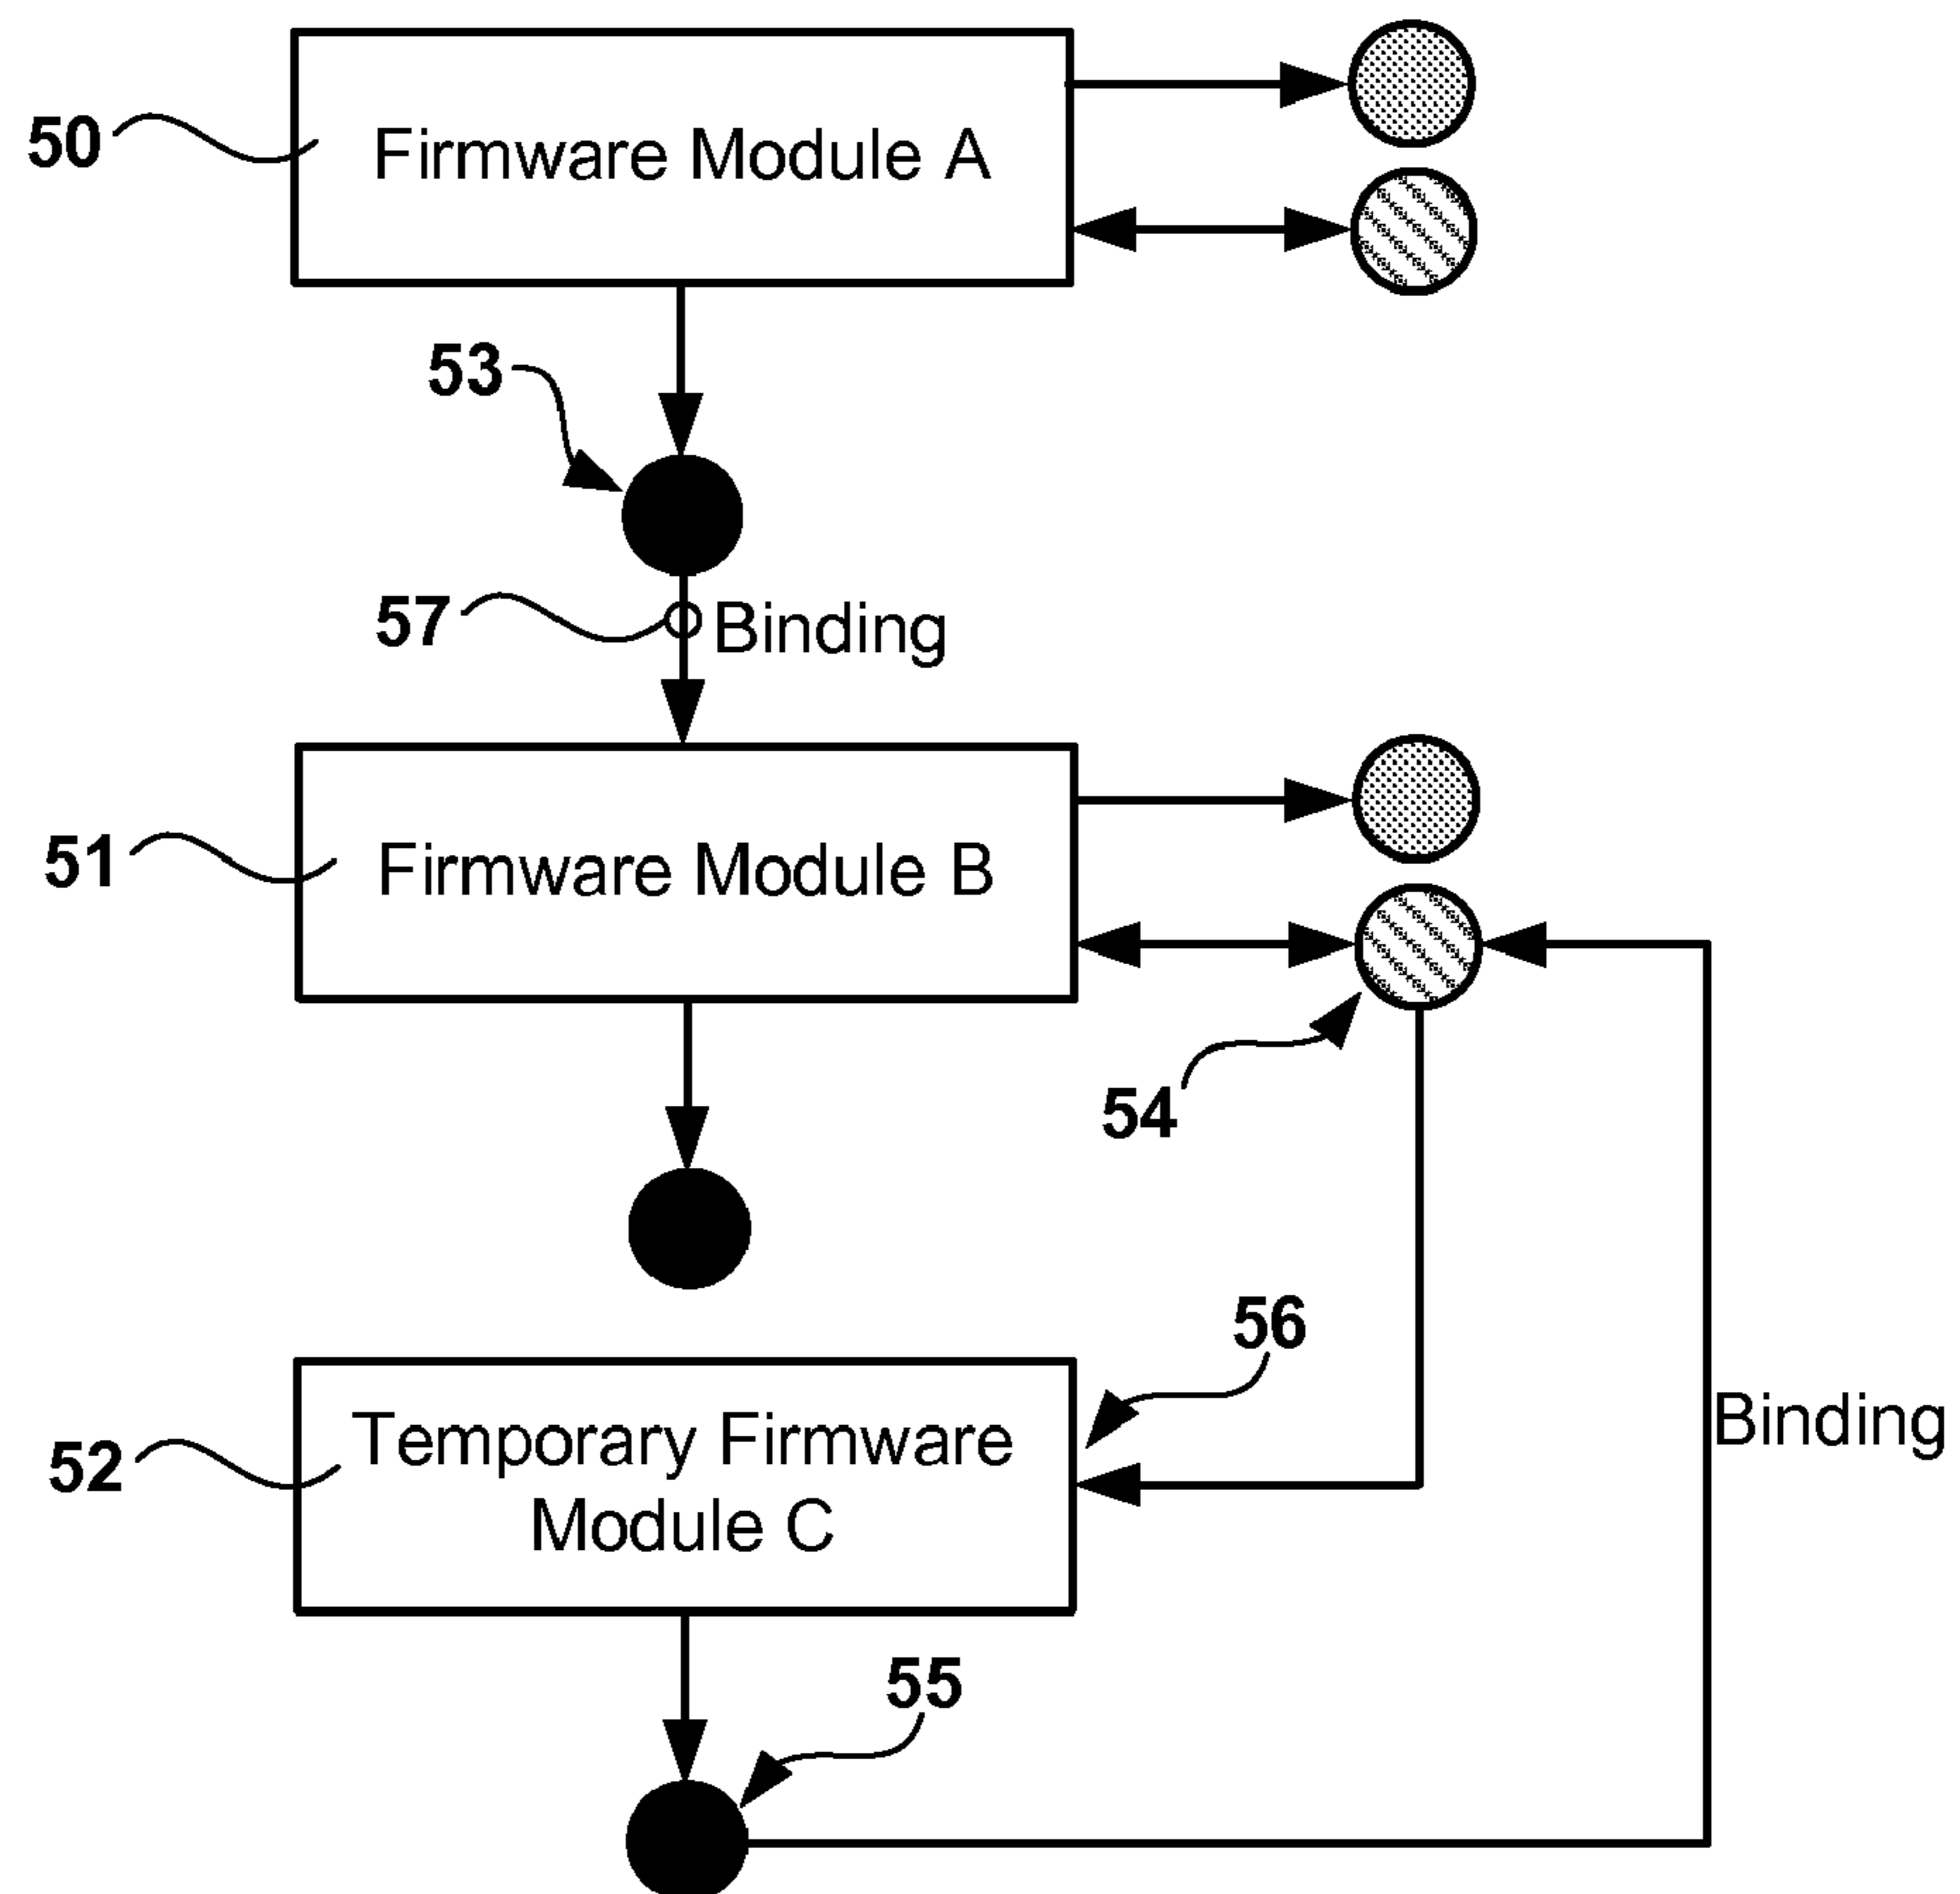 50
Firmware Module A
53
57
Binding
51
Firmware Module B
54
56
52
Temporary Firmware
Module C
Binding
55